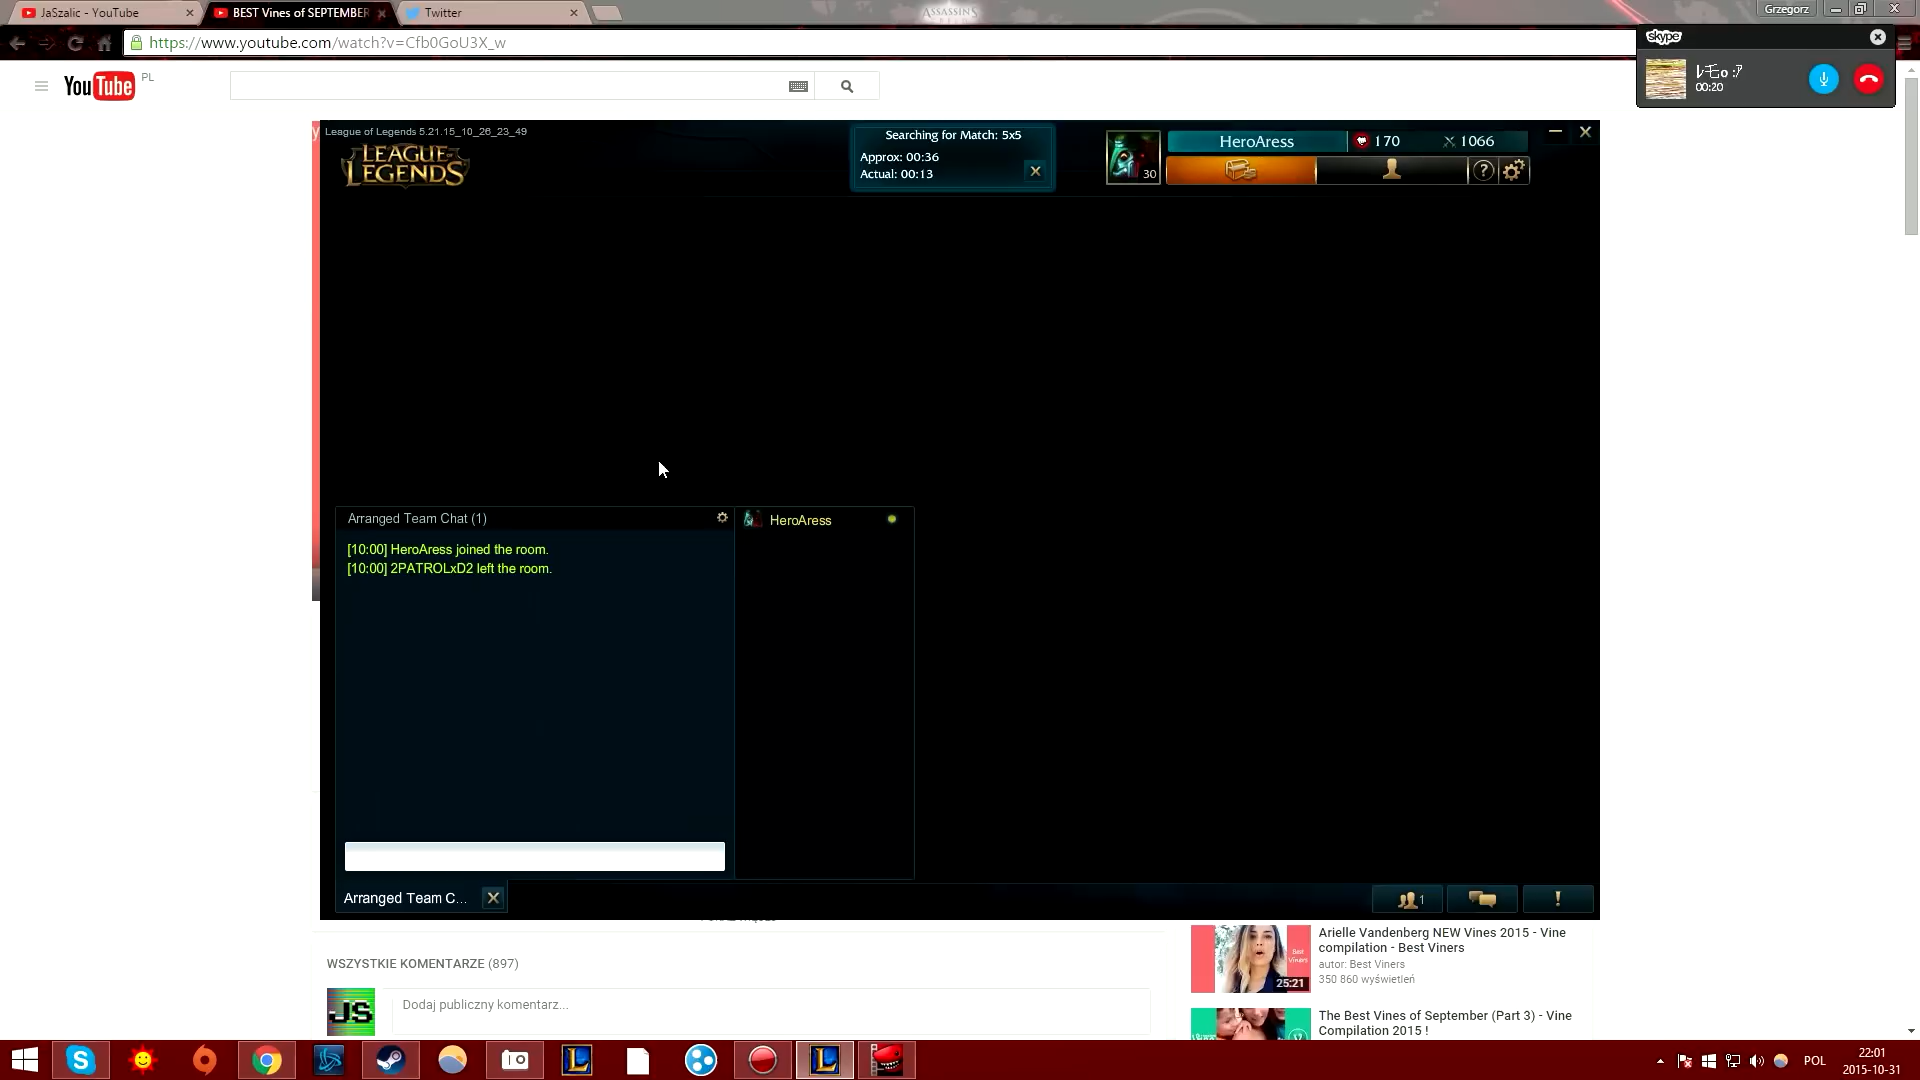 JaSzalic - YouTube
BEST Vines of SEPTEMBER
Twitter
ASSASSINS
Grzegorz
https://www.youtube.com/watch?v=Cfb0GoU3X_w
skype
00:20
YouTube PL
League of Legends 5.21.15_10_26_23_49
LEAGUE OF LEGENDS
Searching for Match: 5x5
Approx: 00:36
Actual: 00:13
30
HeroAress
170
1066
Arranged Team Chat (1)
HeroAress
[10:00] HeroAress joined the room.
[10:00] 2PATROLxD2 left the room.
Arranged Team C...
1
WSZYSTKIE KOMENTARZE (897)
JS
Dodaj publiczny komentarz...
Best Viners
25:21
Arielle Vandenberg NEW Vines 2015 - Vine
compilation - Best Viners
autor: Best Viners
350 860 wyświetleń
The Best Vines of September (Part 3) - Vine
Compilation 2015 !
POL
22:01
2015-10-31